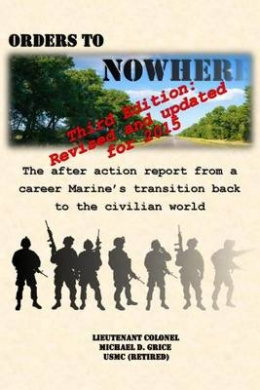 ORDERS TO
NOWHERE
Third Edition:
Revised and updated
for 2015
The after action report from a
career Marine's transition back
to the civilian world
LIEUTENANT COLONEL
MICHAEL D. GRICE
USMC (RETIRED)